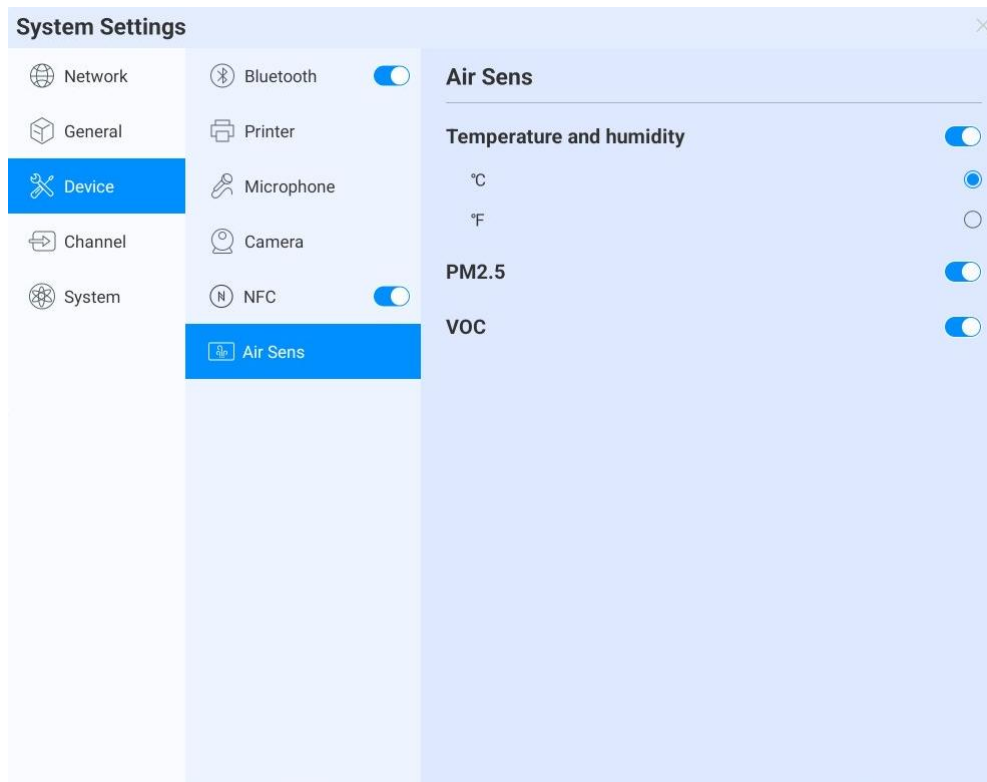 System Settings
Network
General
Device
Channel
System
Bluetooth
Printer
Microphone
Camera
NFC
Air Sens
Air Sens
Temperature and humidity
℃
℉
PM2.5
VOC